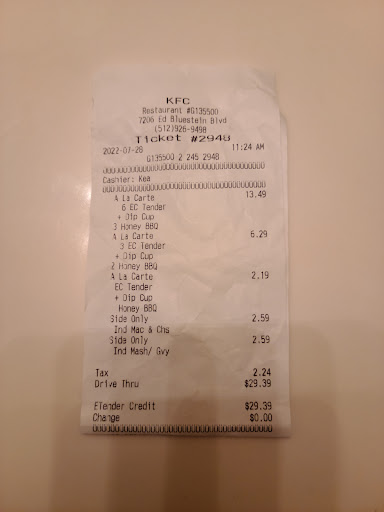 KFC
Restaurant #G135500
7206 Ed Bluestein Blvd
(512)926-9498
Ticket #2948
2022-07-28 11:24 AM
G135500 2 245 2948
Cashier: Kea
A La Carte 13.49
6 EC Tender
+ Dip Cup
3 Honey BBQ
A La Carte 6.29
3 EC Tender
+ Dip Cup
2 Honey BBQ
A La Carte 2.19
EC Tender
+ Dip Cup
Honey BBQ
Side Only 2.59
Ind Mac & Chs
Side Only 2.59
Ind Mash/ Gvy
Tax 2.24
Drive Thru $29.39
ETender Credit $29.39
Change $0.00